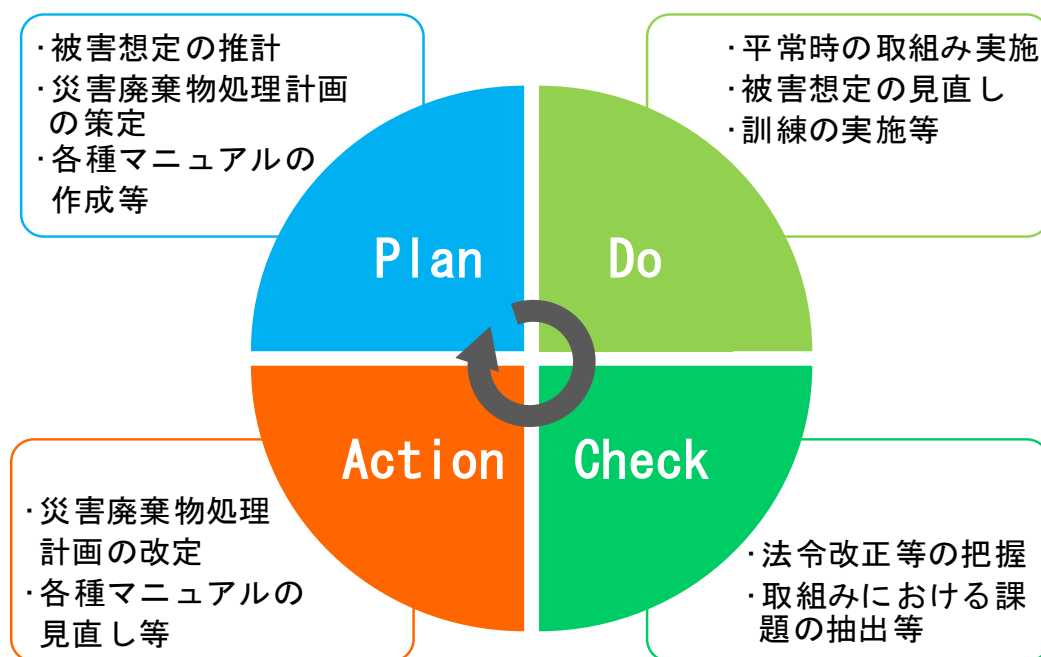 ・被害想定の推計
・災害廃棄物処理計画
の策定
・各種マニュアルの
作成等
・平常時の取組み実施
・被害想定の見直し
・訓練の実施等
Plan
Do
Action
Check
・災害廃棄物処理
計画の改定
・各種マニュアルの
見直し等
・法令改正等の把握
・取組みにおける課
題の抽出等